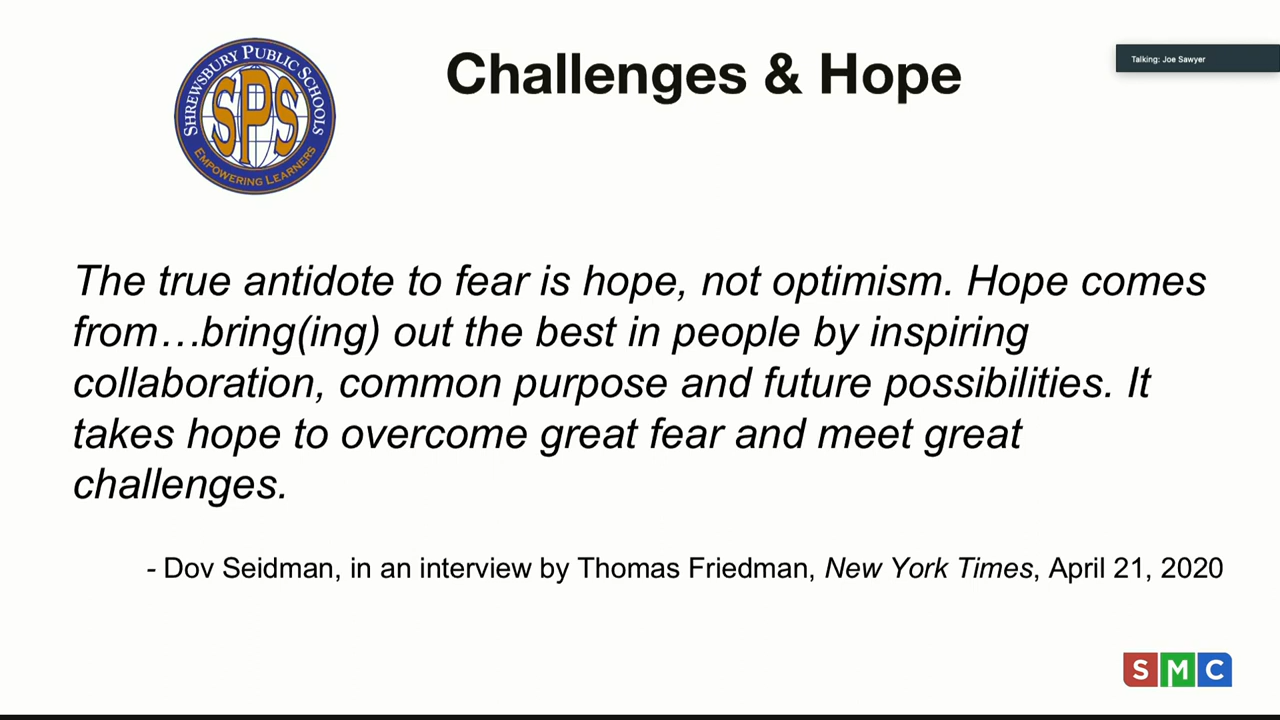 SHREWSBURY PUBLIC SCHOOLS
SPS
EMPOWERING LEARNERS
Challenges & Hope
Talking: Joe Sawyer
The true antidote to fear is hope, not optimism. Hope comes
from…bring(ing) out the best in people by inspiring
collaboration, common purpose and future possibilities. It
takes hope to overcome great fear and meet great
challenges.
- Dov Seidman, in an interview by Thomas Friedman, New York Times, April 21, 2020
SMC